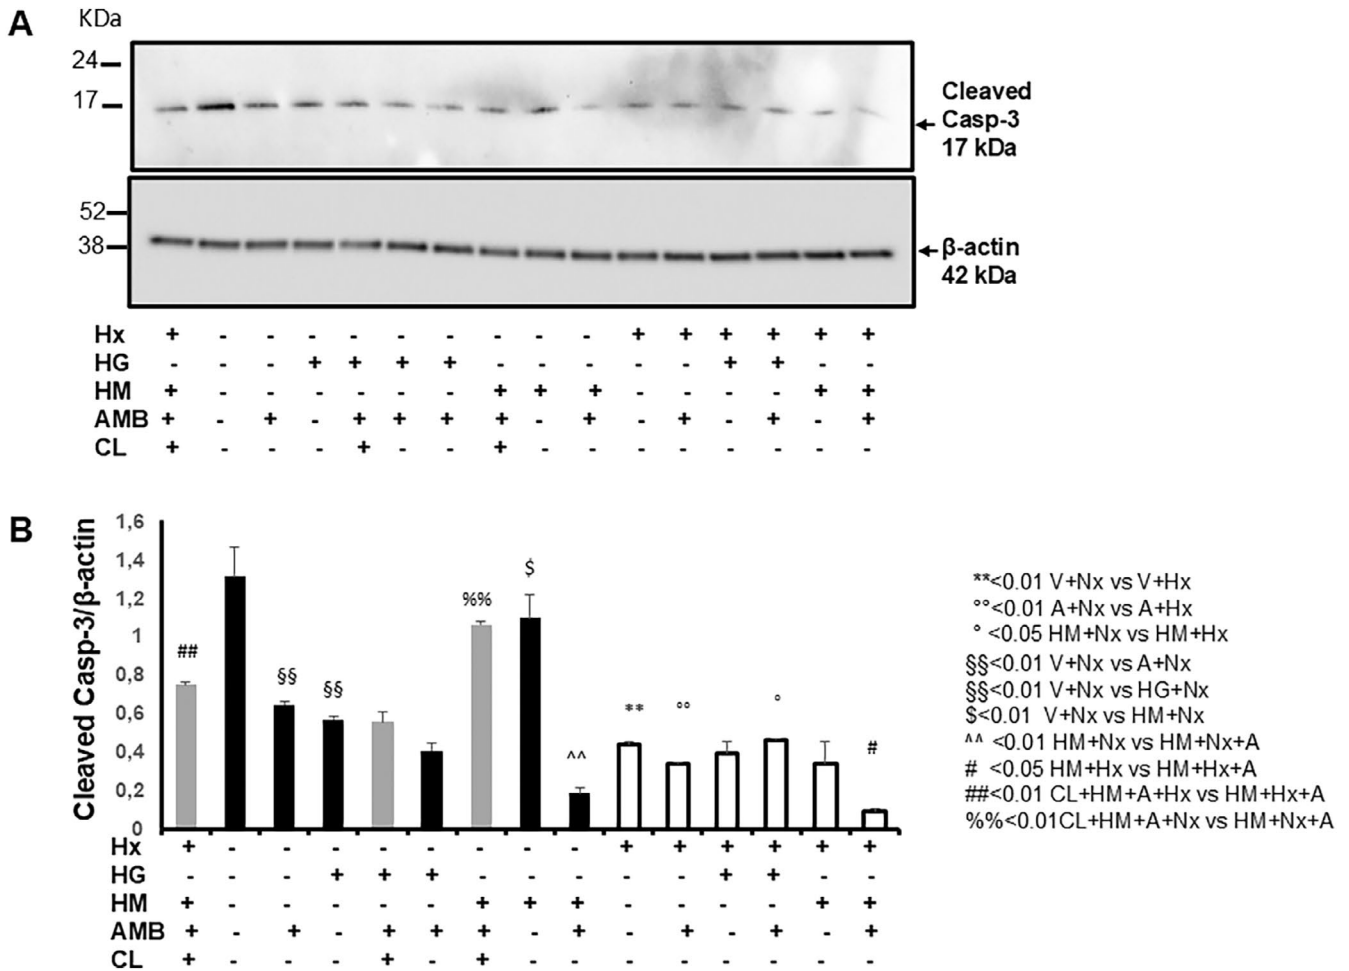 A
KDa
24
17
Cleaved
Casp-3
17 kDa
52
38
β-actin
42 kDa
Hx + - - - - - - - - - + + + + + +
HG - - - + + + + - - - - - + + - -
HM + - - - - - - + + + - - - - + +
AMB + - + - + + + + - + - + - + - +
CL + - - - + - - + - - - - - - - -
B
Cleaved Casp-3/β-actin
1,6
1,4
1,2
1
0,8
0,6
0,4
0,2
0
## §§ §§ %% $ ^^ ** °° ° #
**<0.01 V+Nx vs V+Hx
°°<0.01 A+Nx vs A+Hx
° <0.05 HM+Nx vs HM+Hx
§§<0.01 V+Nx vs A+Nx
§§<0.01 V+Nx vs HG+Nx
$<0.01 V+Nx vs HM+Nx
^^ <0.01 HM+Nx vs HM+Nx+A
# <0.05 HM+Hx vs HM+Hx+A
##<0.01 CL+HM+A+Hx vs HM+Hx+A
%%<0.01CL+HM+A+Nx vs HM+Nx+A
Hx + - - - - - - - - + + + + + +
HG - - - + + + - - - - - + + - -
HM + - - - - - + + + - - - - + +
AMB + - + - + + + - + - + - + - +
CL + - - - + - + - - - - - - - -